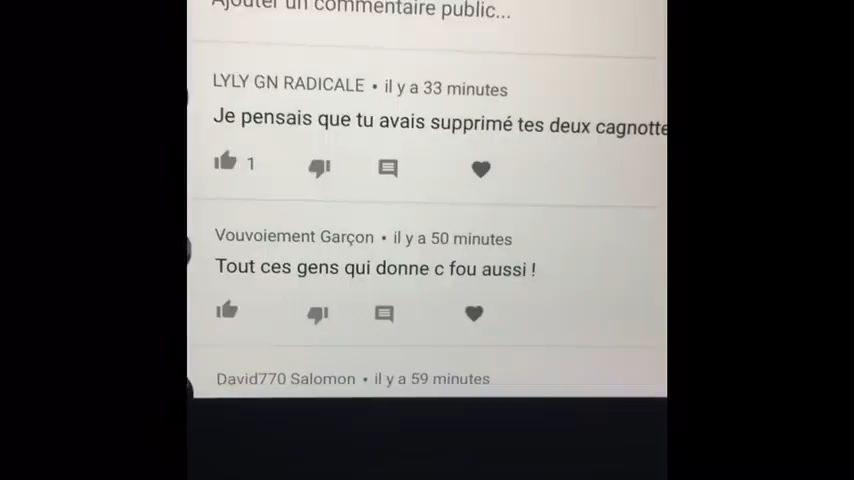 Ajouter un commentaire public...
LYLY GN RADICALE • il y a 33 minutes
Je pensais que tu avais supprimé tes deux cagnotte
1
Vouvoiement Garçon • il y a 50 minutes
Tout ces gens qui donne c fou aussi !
David770 Salomon • il y a 59 minutes